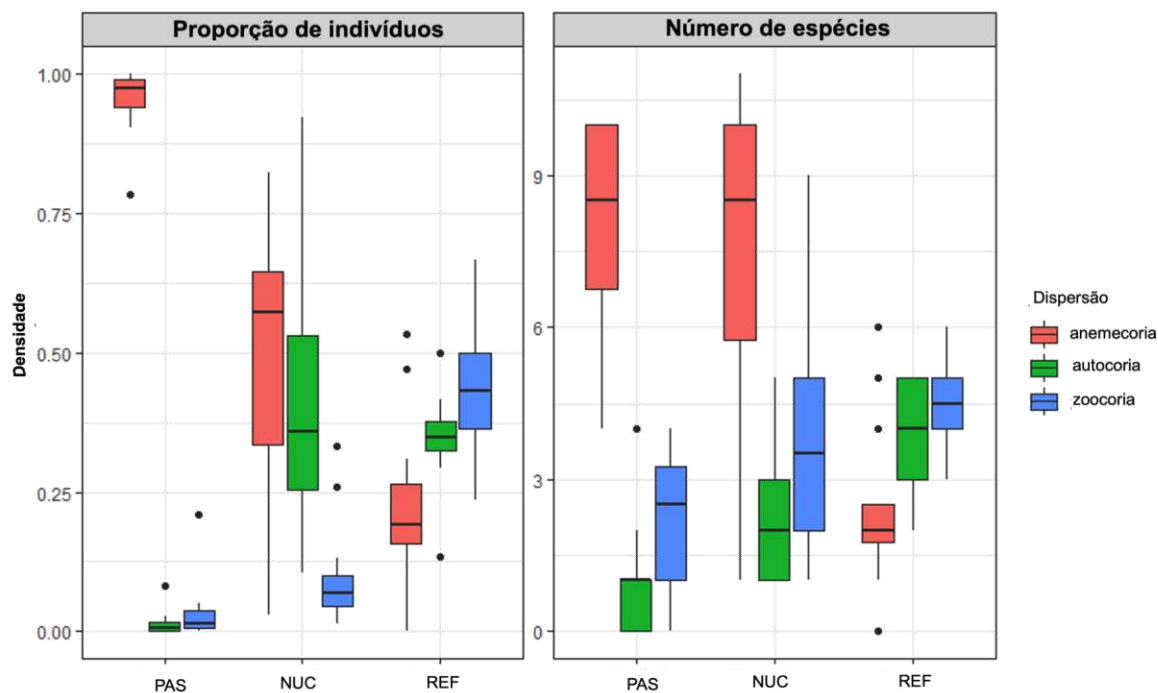 Proporção de indivíduos
Número de espécies
1.00
0.75
0.50
0.25
0.00
Densidade
9
6
3
0
PAS
NUC
REF
PAS
NUC
REF
Dispersão
anemecoria
autocoria
zoocoria